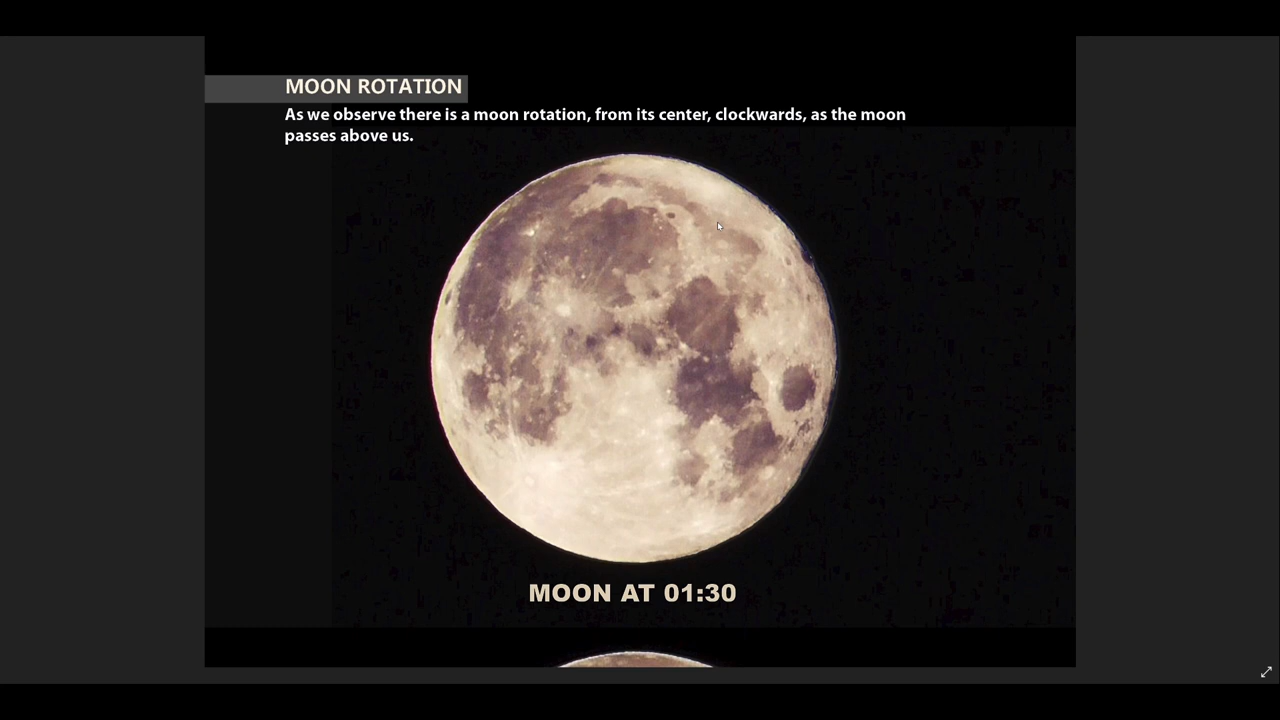 MOON ROTATION
As we observe there is a moon rotation, from its center, clockwards, as the moon
passes above us.
MOON AT 01:30